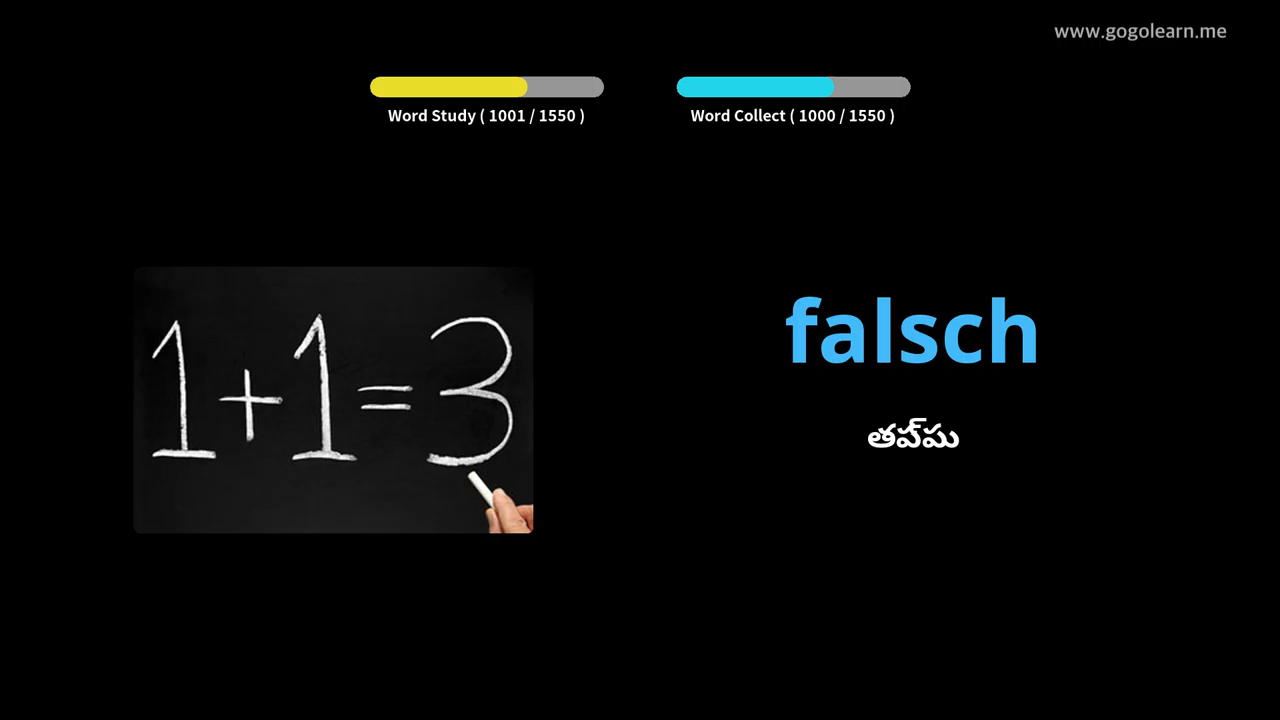 www.gogolearn.me
Word Study ( 1001 / 1550 )
Word Collect ( 1000 / 1550 )
1+1=3
falsch
తప్పు